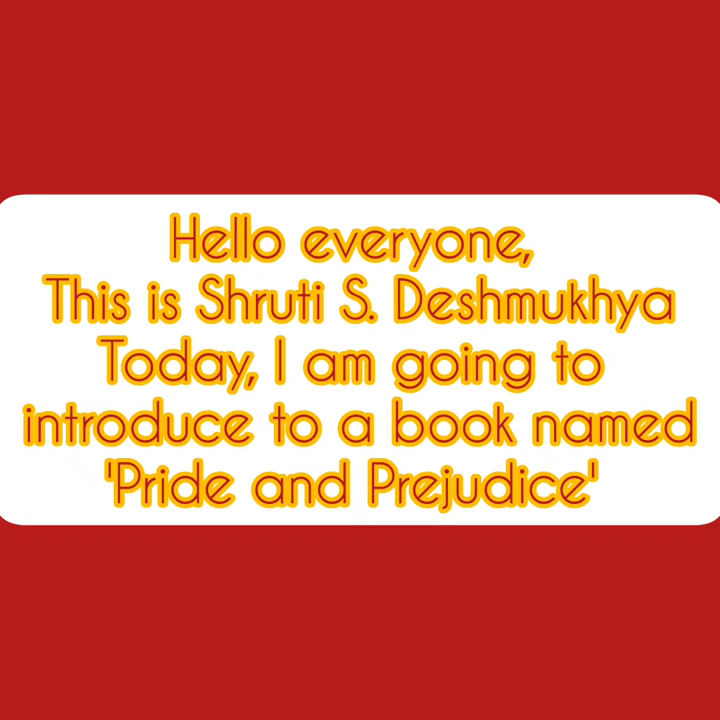 Hello everyone,
This is Shruti S. Deshmukhya
Today, I am going to
introduce to a book named
'Pride and Prejudice'